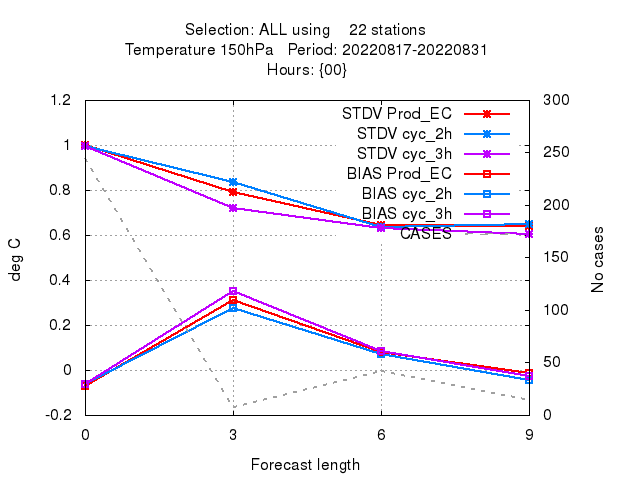 Selection: ALL using 22 stations
Temperature 150hPa Period: 20220817-20220831
Hours: {00}
1.2
1
0.8
0.6
0.4
0.2
0
-0.2
deg C
300
250
200
150
100
50
0
No cases
STDV Prod_EC
STDV cyc_2h
STDV cyc_3h
BIAS Prod_EC
BIAS cyc_2h
BIAS cyc_3h
CASES
0 3 6 9
Forecast length